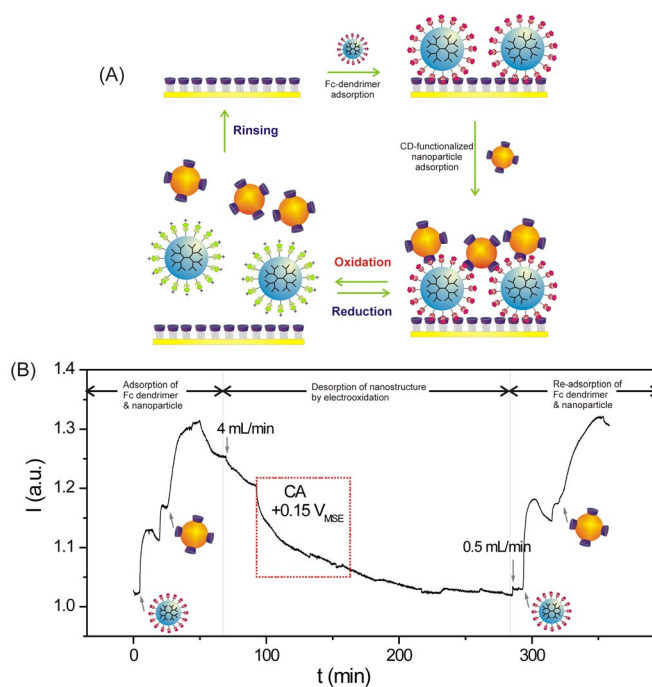 (A)
Fc-dendrimer
adsorption
Rinsing
CD-functionalized
nanoparticle
adsorption
Oxidation
Reduction
(B)
Adsorption of
Fc dendrimer
& nanoparticle
Desorption of nanostructure
by electrooxidation
Re-adsorption of
Fc dendrimer
& nanoparticle
4 mL/min
CA
+0.15 V_MSE
0.5 mL/min
I (a.u.)
1.4
1.3
1.2
1.1
1.0
0 100 200 300
t (min)